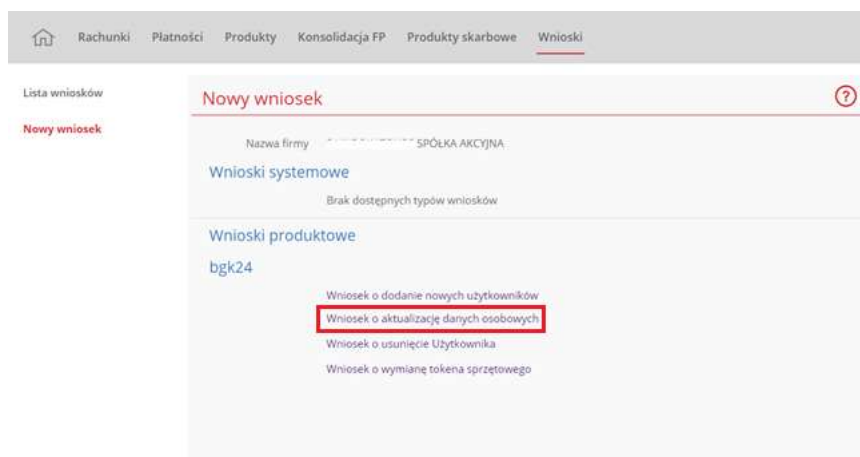 Rachunki Płatności Produkty Konsolidacja FP Produkty skarbowe Wnioski
Lista wniosków
Nowy wniosek
Nowy wniosek ?
Nazwa firmy SPÓŁKA AKCYJNA
Wnioski systemowe
Brak dostępnych typów wniosków
Wnioski produktowe
bgk24
Wniosek o dodanie nowych użytkowników
Wniosek o aktualizację danych osobowych
Wniosek o usunięcie Użytkownika
Wniosek o wymianę tokena sprzętowego